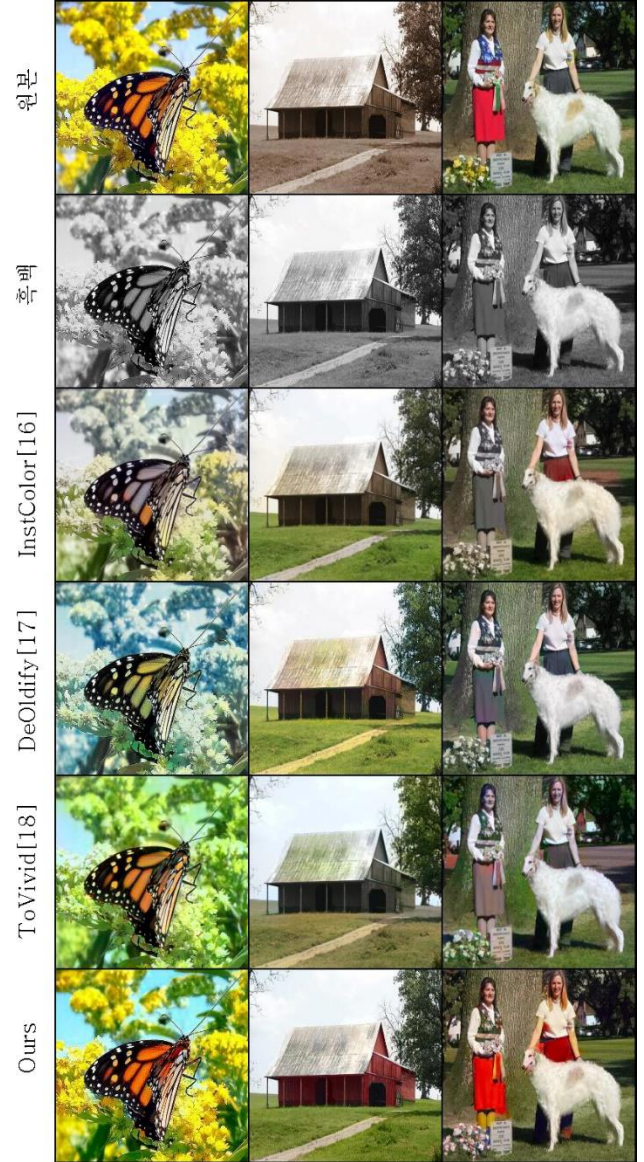 원본
흑백
InstColor[16]
DeOldify[17]
ToVivid[18]
Ours